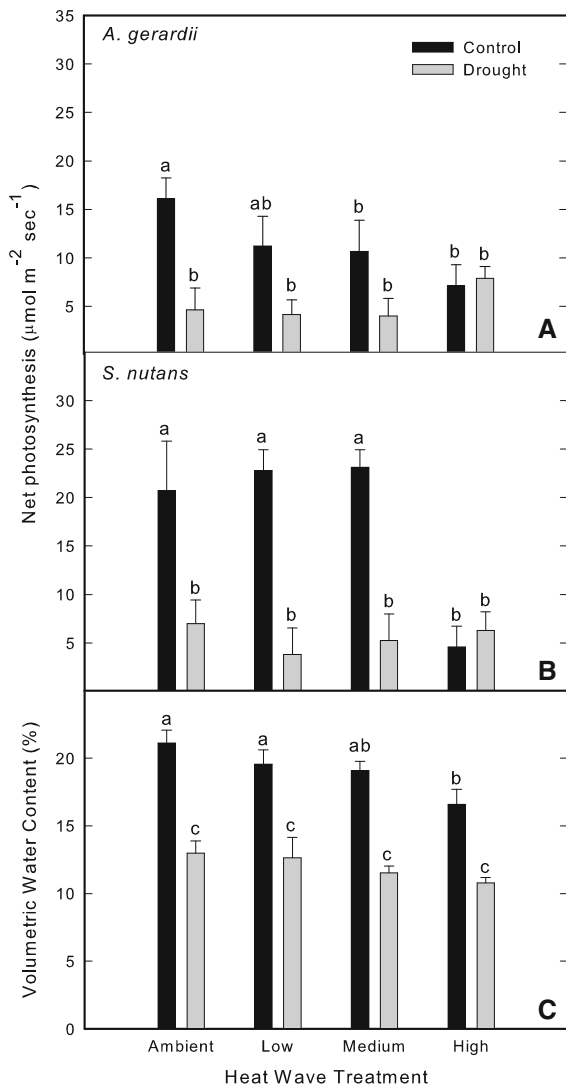 A. gerardii
Control
Drought
35
30
25
20
15
10
5
a
b
ab
b
b
b
b
b
A
Net photosynthesis (μmol m⁻² sec⁻¹)
S. nutans
30
25
20
15
10
5
a
b
a
b
a
b
b
b
B
Volumetric Water Content (%)
20
15
10
5
0
a
c
a
c
ab
c
b
c
C
Ambient Low Medium High
Heat Wave Treatment